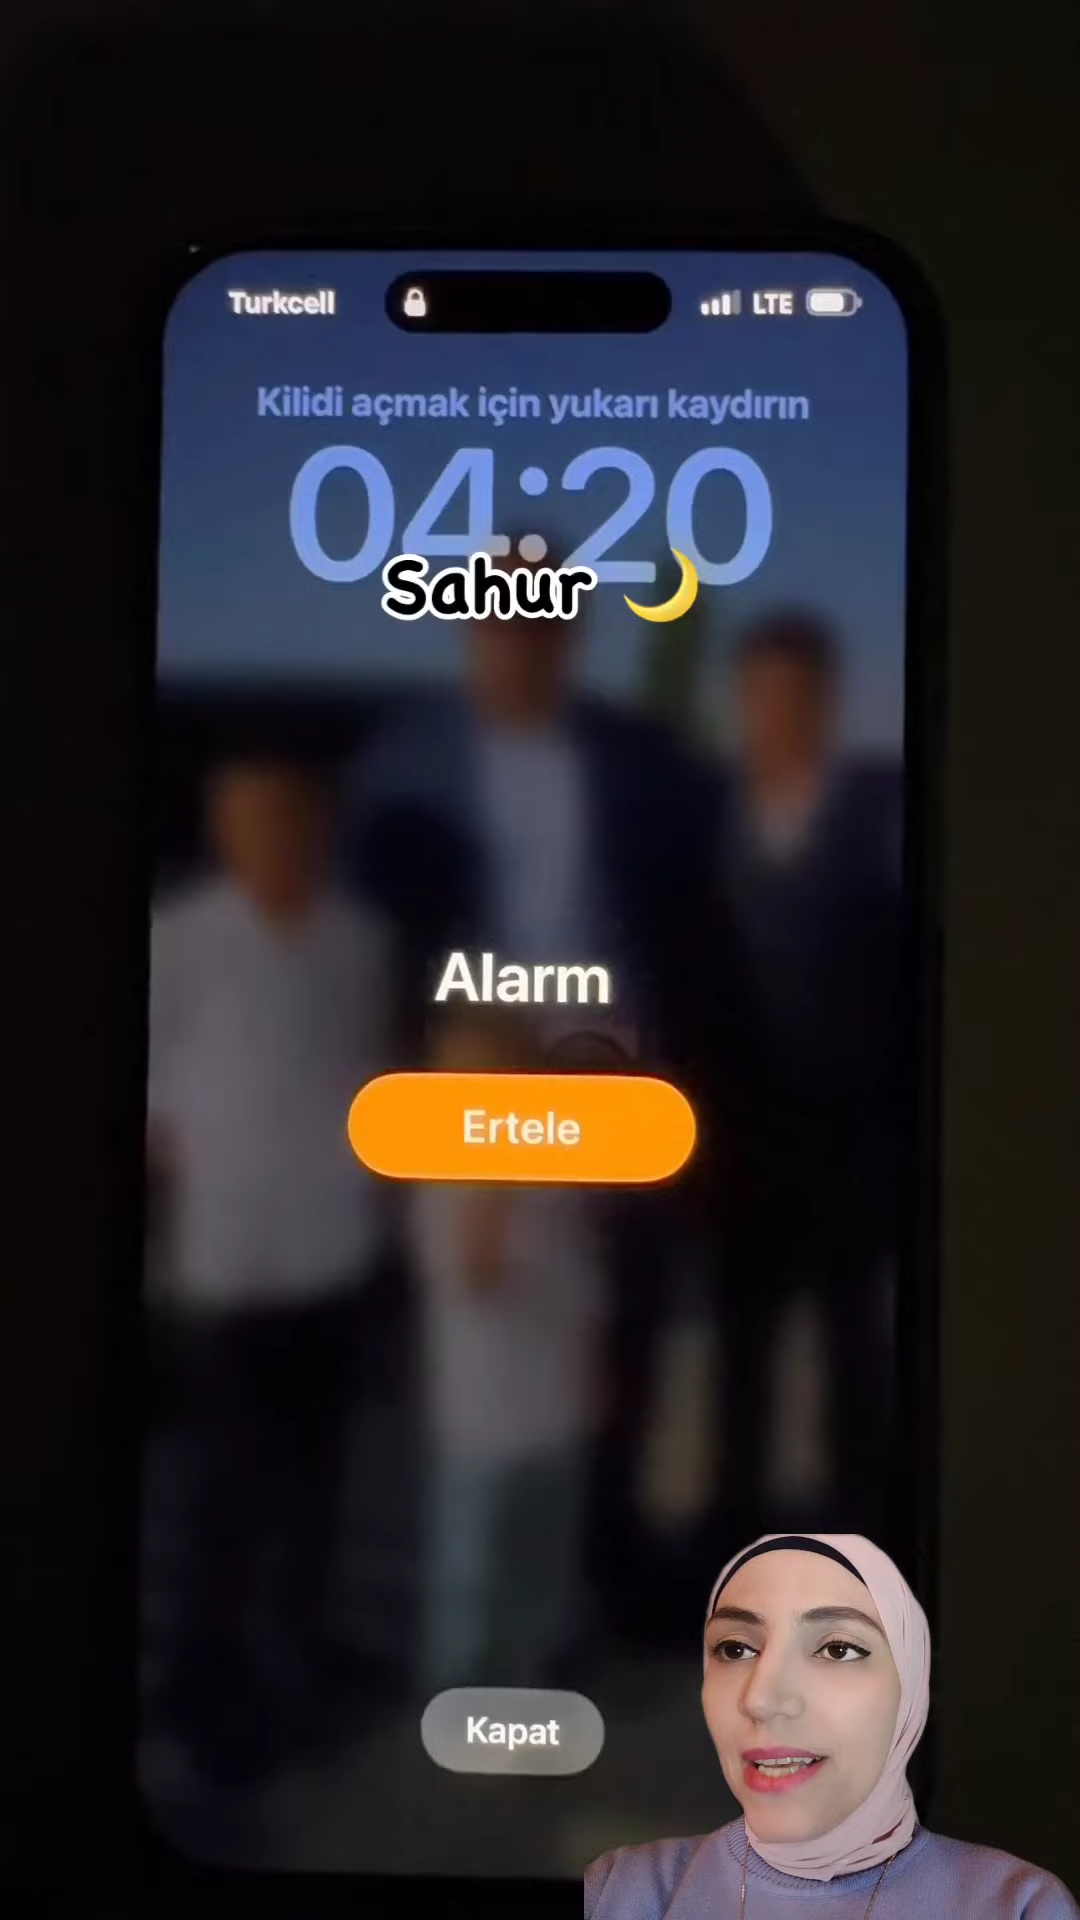 Turkcell LTE
Kilidi açmak için yukarı kaydırın
04:20
Sahur 🌙
Alarm
Ertele
Kapat